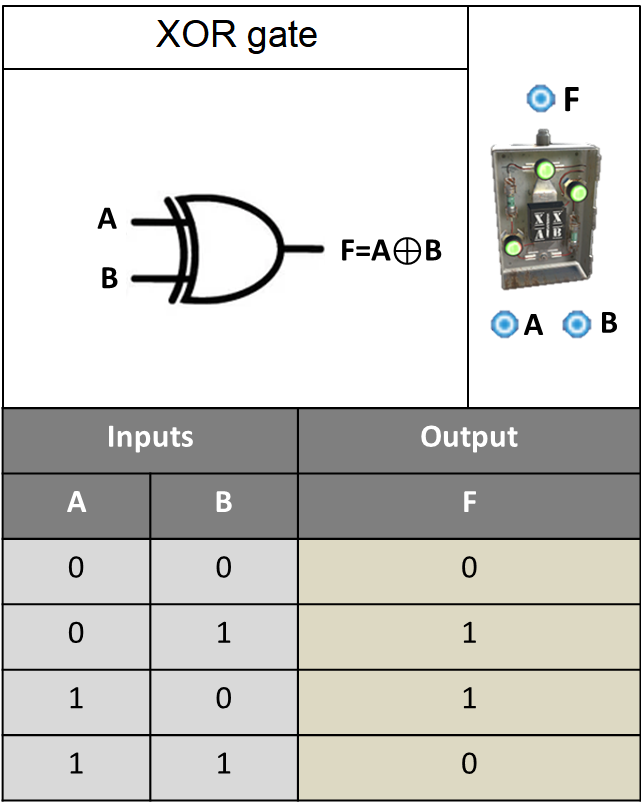 XOR gate
F
A
B
F=A⊕B
X X
A B
A B
Inputs Output
A B F
0 0 0
0 1 1
1 0 1
1 1 0